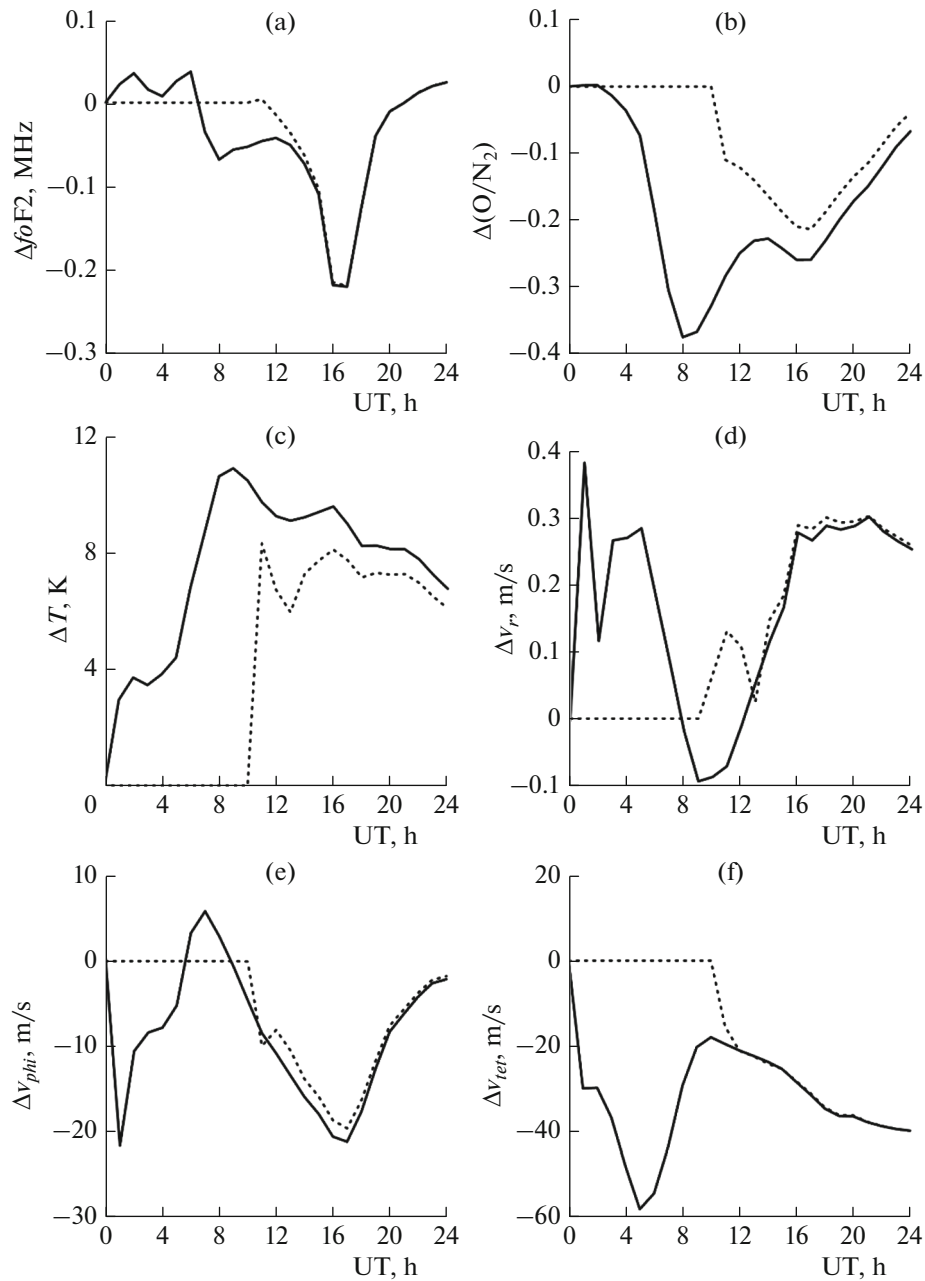 (a)
0.1
0
−0.1
−0.2
−0.3
ΔfoF2, MHz
0 4 8 12 16 20 24
UT, h
(b)
0.1
0
−0.1
−0.2
−0.3
−0.4
Δ(O/N₂)
0 4 8 12 16 20 24
UT, h
(c)
12
8
4
ΔT, K
0 4 8 12 16 20 24
UT, h
(d)
0.4
0.3
0.2
0.1
0
−0.1
Δvᵣ, m/s
0 4 8 12 16 20 24
UT, h
(e)
10
0
−10
−20
−30
Δv_phi, m/s
0 4 8 12 16 20 24
UT, h
(f)
20
0
−20
−40
−60
Δv_tet, m/s
0 4 8 12 16 20 24
UT, h